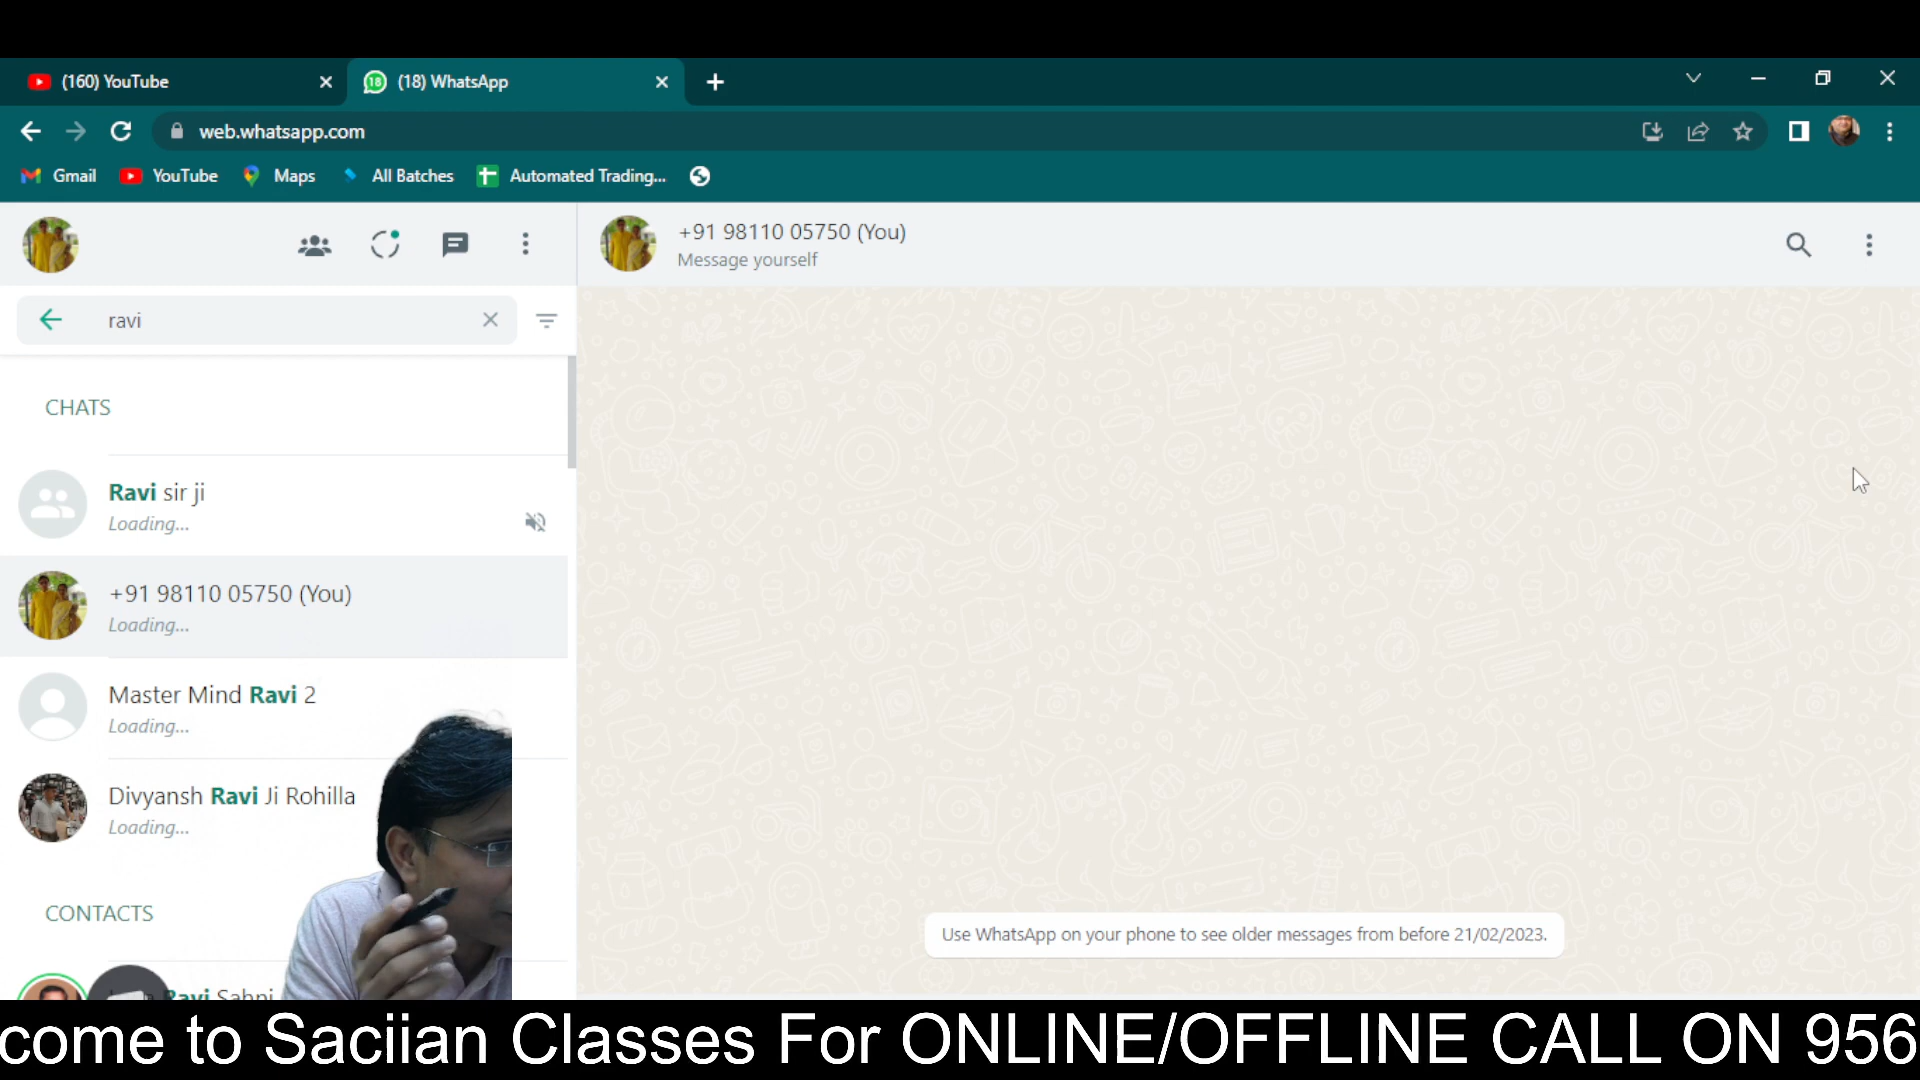 (160) YouTube
18 (18) WhatsApp
web.whatsapp.com
Gmail YouTube Maps All Batches Automated Trading...
+91 98110 05750 (You)
Message yourself
ravi
CHATS
Ravi sir ji
Loading...
+91 98110 05750 (You)
Loading...
Master Mind Ravi 2
Loading...
Divyansh Ravi Ji Rohilla
Loading...
CONTACTS
Ravi Sahni
Use WhatsApp on your phone to see older messages from before 21/02/2023.
come to Saciian Classes For ONLINE/OFFLINE CALL ON 956